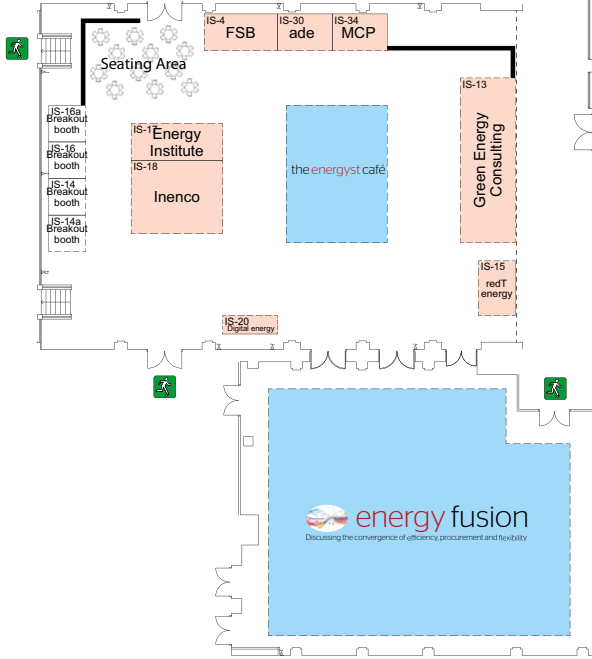 IS-4
FSB
IS-30
ade
IS-34
MCP
Seating Area
IS-13
Green Energy
Consulting
IS-16a
Breakout
booth
IS-16
Breakout
booth
IS-14
Breakout
booth
IS-14a
Breakout
booth
IS-17
Energy
Institute
IS-18
Inenco
the energyst café
IS-15
redT
energy
IS-20
Digital energy
energy fusion
Discussing the convergence of efficiency, procurement and flexibility